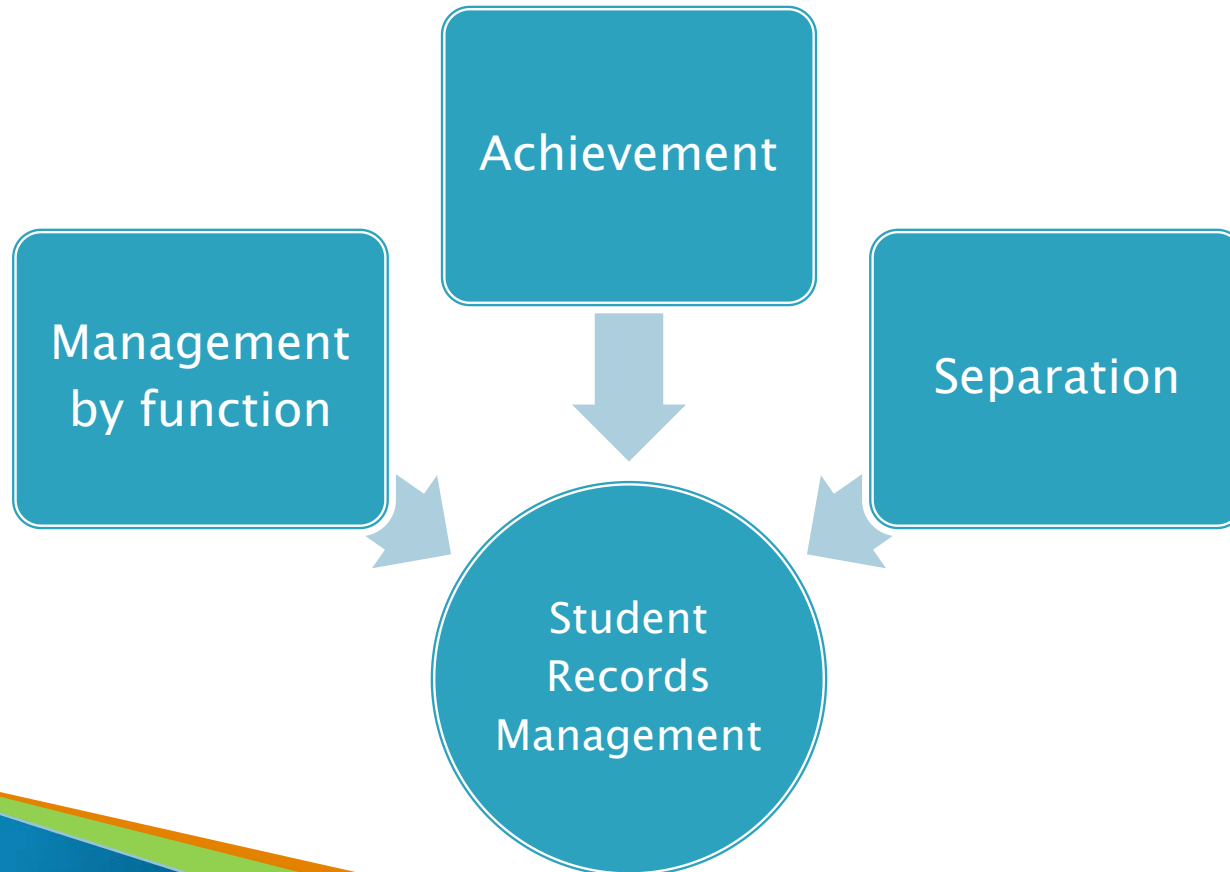 Achievement
Management
by function
Separation
Student
Records
Management